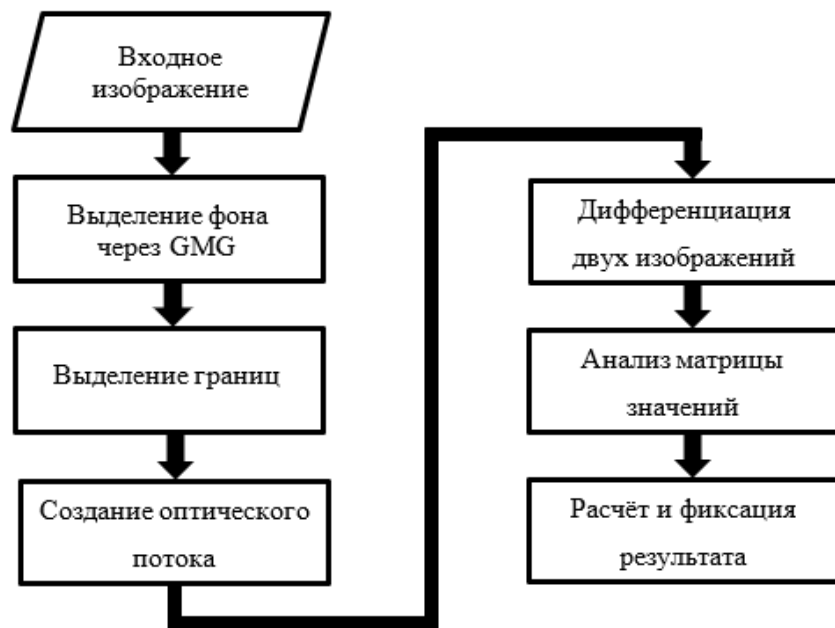 Входное
изображение
Выделение фона
через GMG
Выделение границ
Создание оптического
потока
Дифференциация
двух изображений
Анализ матрицы
значений
Расчёт и фиксация
результата